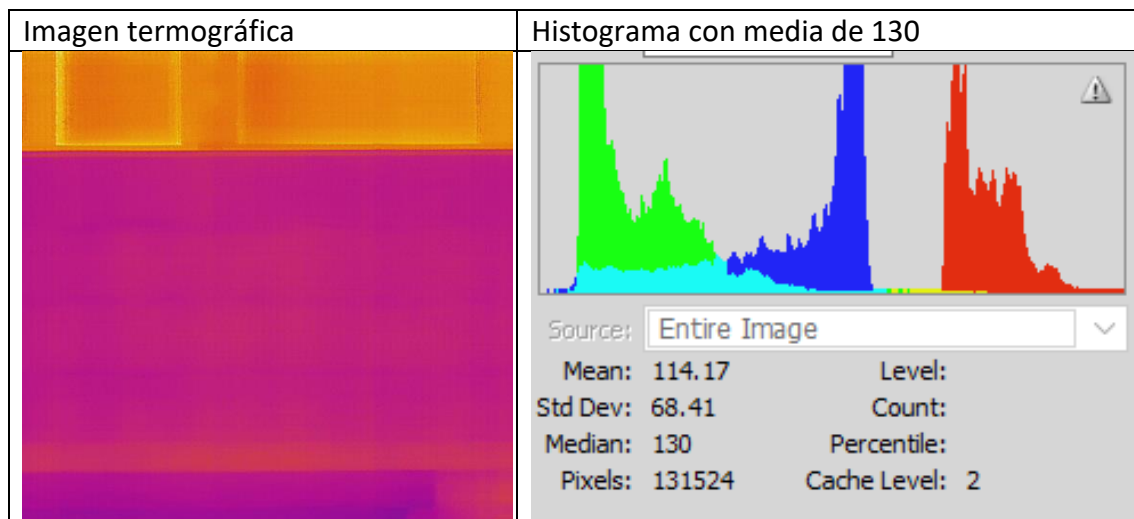 Imagen termográfica
Histograma con media de 130
Source: Entire Image
Mean: 114.17 Level:
Std Dev: 68.41 Count:
Median: 130 Percentile:
Pixels: 131524 Cache Level: 2